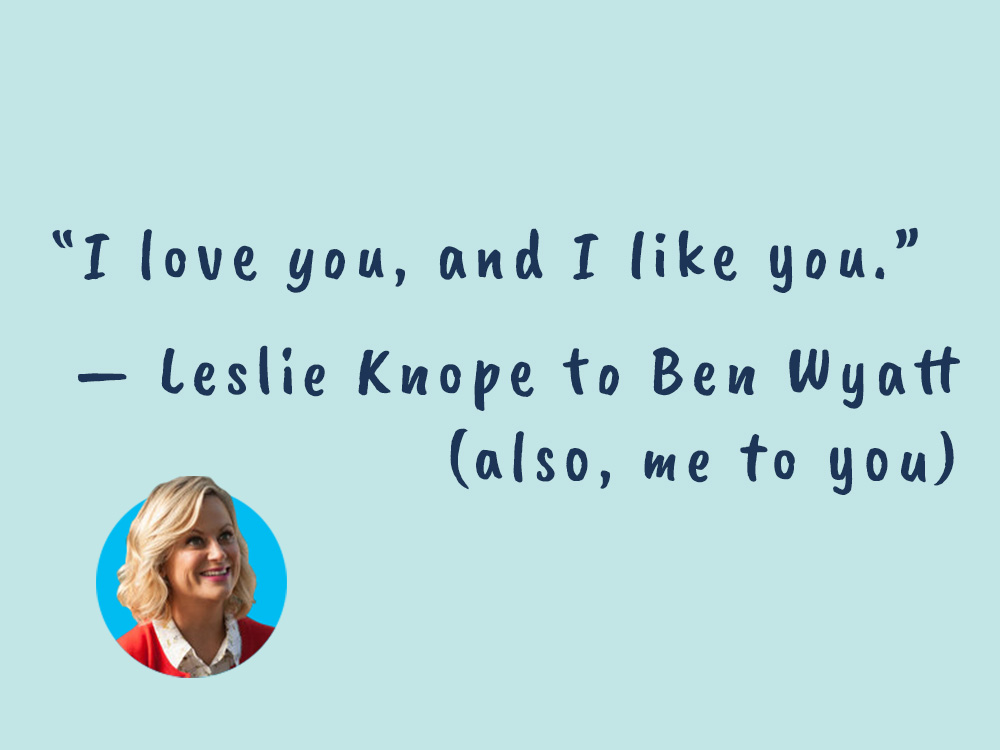 “I love you, and I like you.”
— Leslie Knope to Ben Wyatt
(also, me to you)